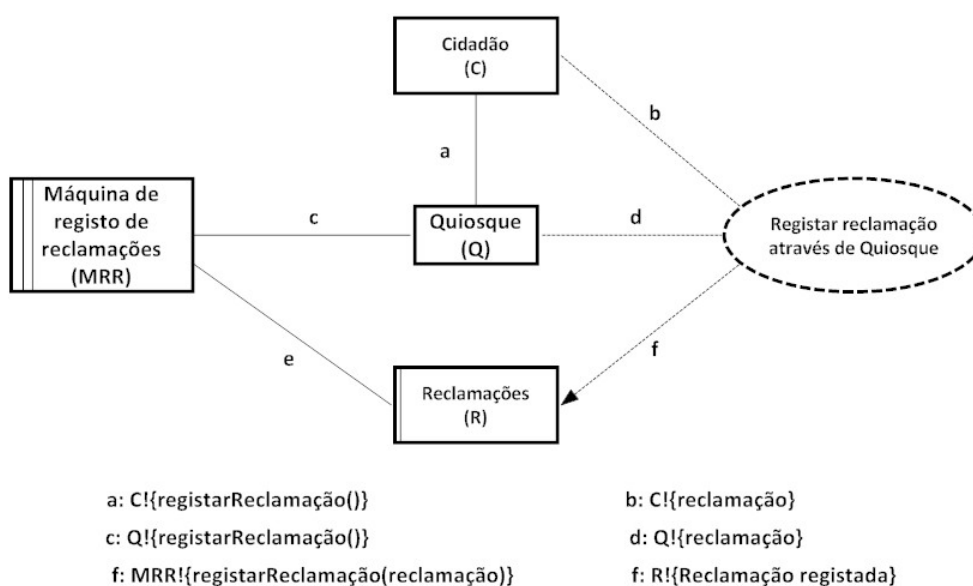 Cidadão
(C)
b
a
Máquina de
registo de
reclamações
(MRR)
c
Quiosque
(Q)
d
Registar reclamação
através de Quiosque
e
f
Reclamações
(R)
a: C!{registarReclamação()}
b: C!{reclamação}
c: Q!{registarReclamação()}
d: Q!{reclamação}
f: MRR!{registarReclamação(reclamação)}
f: R!{Reclamação registada}